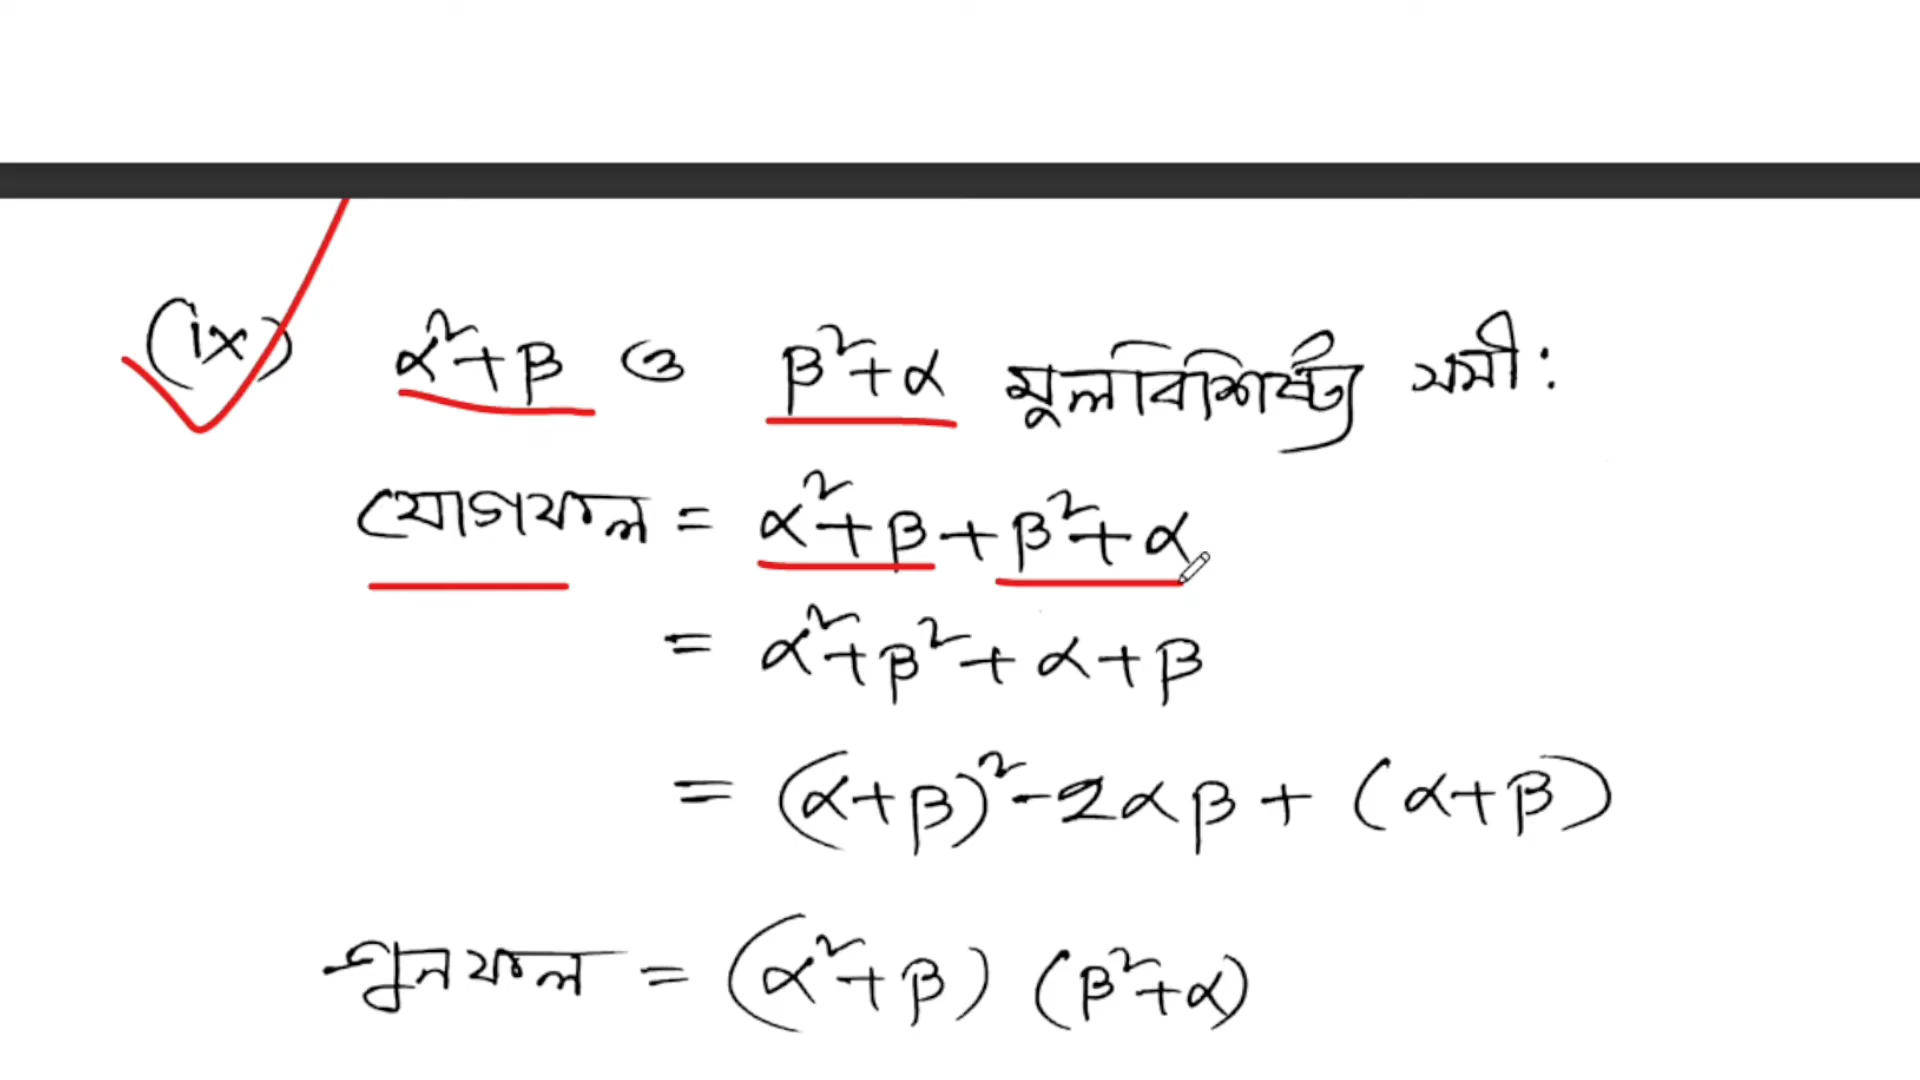 (ix) α²+β ও β²+α মুলবিশিষ্ট্য সমী:
যোগফল = α²+β+β²+α
= α²+β²+α+β
= (α+β)²-2αβ+(α+β)
গুনফল = (α²+β) (β²+α)